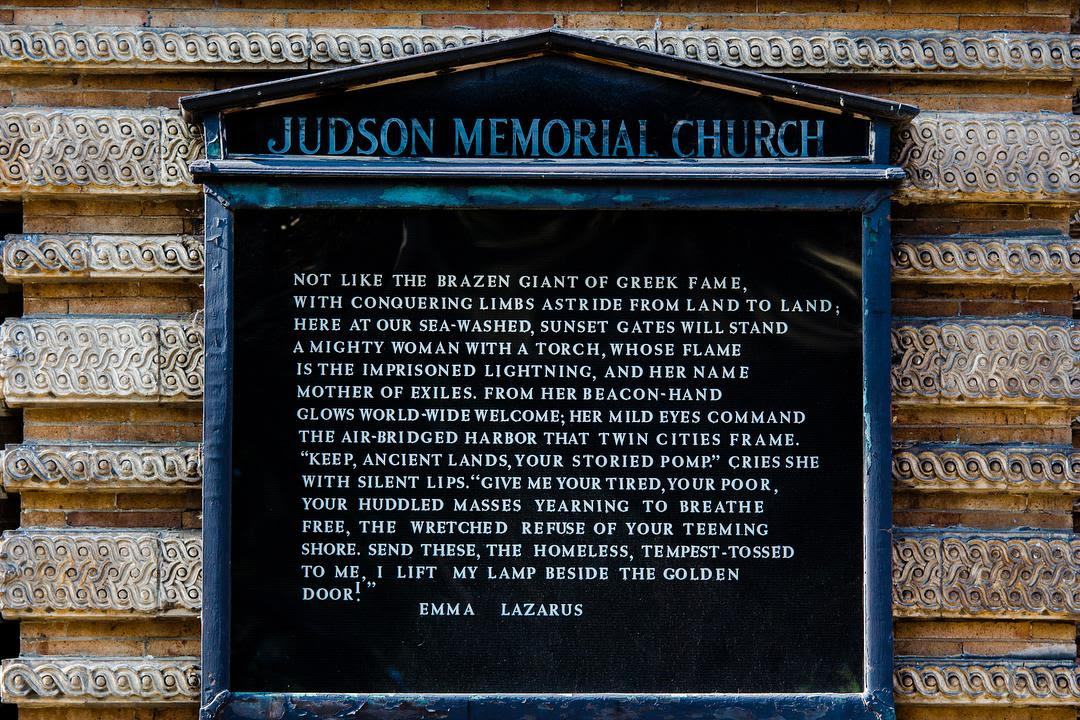 JUDSON MEMORIAL CHURCH
NOT LIKE THE BRAZEN GIANT OF GREEK FAME,
WITH CONQUERING LIMBS ASTRIDE FROM LAND TO LAND;
HERE AT OUR SEA-WASHED, SUNSET GATES WILL STAND
A MIGHTY WOMAN WITH A TORCH, WHOSE FLAME
IS THE IMPRISONED LIGHTNING, AND HER NAME
MOTHER OF EXILES. FROM HER BEACON-HAND
GLOWS WORLD-WIDE WELCOME; HER MILD EYES COMMAND
THE AIR-BRIDGED HARBOR THAT TWIN CITIES FRAME.
“KEEP, ANCIENT LANDS, YOUR STORIED POMP.” CRIES SHE
WITH SILENT LIPS. “GIVE ME YOUR TIRED, YOUR POOR,
YOUR HUDDLED MASSES YEARNING TO BREATHE
FREE, THE WRETCHED REFUSE OF YOUR TEEMING
SHORE. SEND THESE, THE HOMELESS, TEMPEST-TOSSED
TO ME, I LIFT MY LAMP BESIDE THE GOLDEN
DOOR!”
EMMA LAZARUS